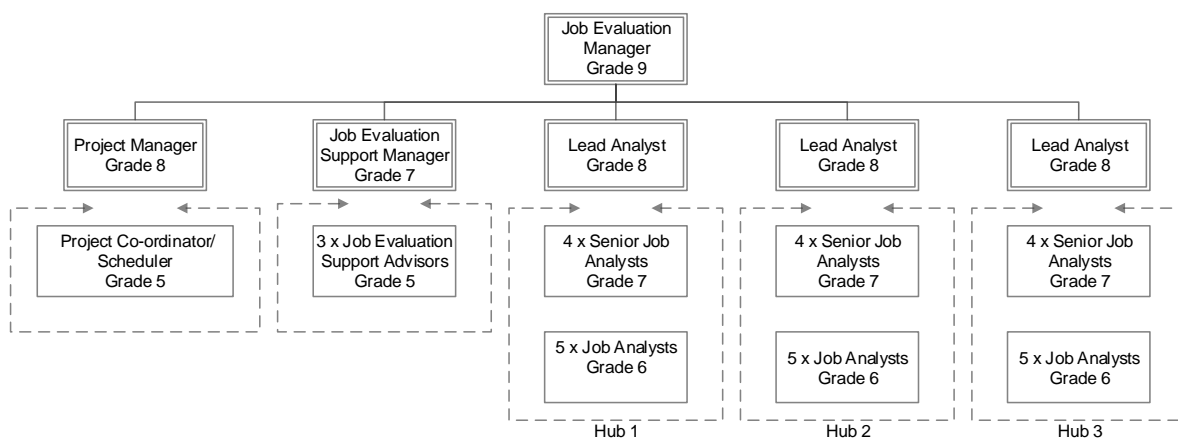 Job Evaluation
Manager
Grade 9
Project Manager
Grade 8
Job Evaluation
Support Manager
Grade 7
Lead Analyst
Grade 8
Lead Analyst
Grade 8
Lead Analyst
Grade 8
Project Co-ordinator/
Scheduler
Grade 5
3 x Job Evaluation
Support Advisors
Grade 5
4 x Senior Job
Analysts
Grade 7
4 x Senior Job
Analysts
Grade 7
4 x Senior Job
Analysts
Grade 7
5 x Job Analysts
Grade 6
5 x Job Analysts
Grade 6
5 x Job Analysts
Grade 6
Hub 1
Hub 2
Hub 3